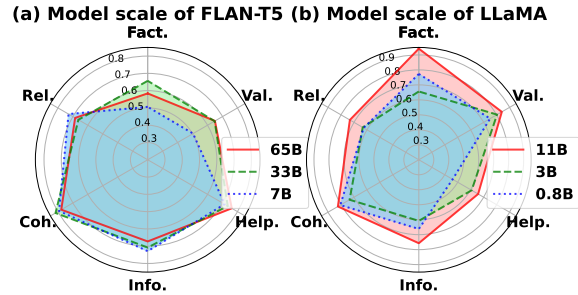 (a) Model scale of FLAN-T5
Fact.
Val.
Help.
Info.
Coh.
Rel.
0.8
0.7
0.6
0.5
0.4
0.3
65B
33B
7B
(b) Model scale of LLaMA
Fact.
Val.
Help.
Info.
Coh.
Rel.
0.9
0.8
0.7
0.6
0.5
0.4
0.3
11B
3B
0.8B